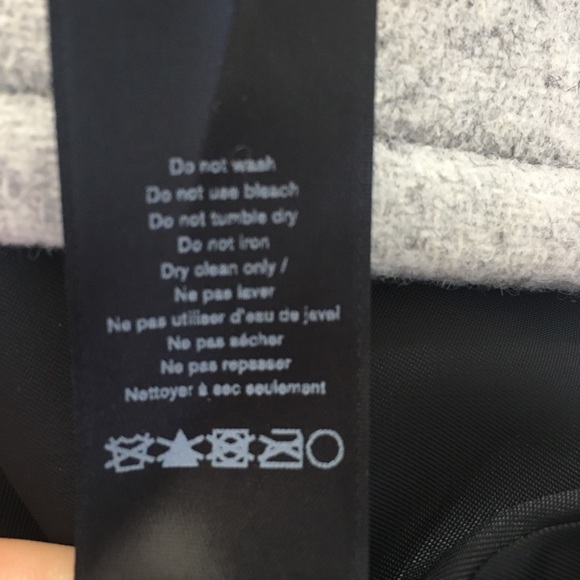 Do not wash
Do not use bleach
Do not tumble dry
Do not iron
Dry clean only /
Ne pas laver
Ne pas utiliser d'eau de javel
Ne pas sécher
Ne pas repasser
Nettoyer à sec seulement